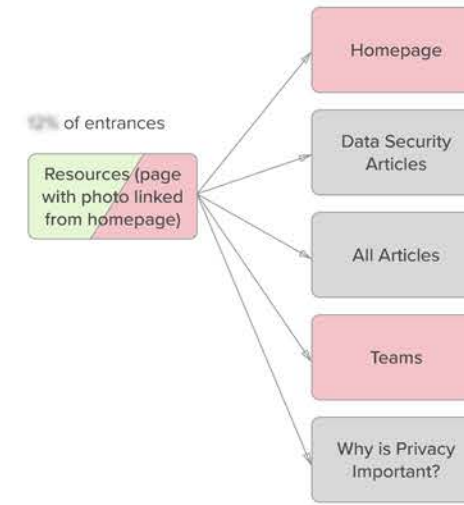 of entrances
Resources (page
with photo linked
from homepage)
Homepage
Data Security
Articles
All Articles
Teams
Why is Privacy
Important?